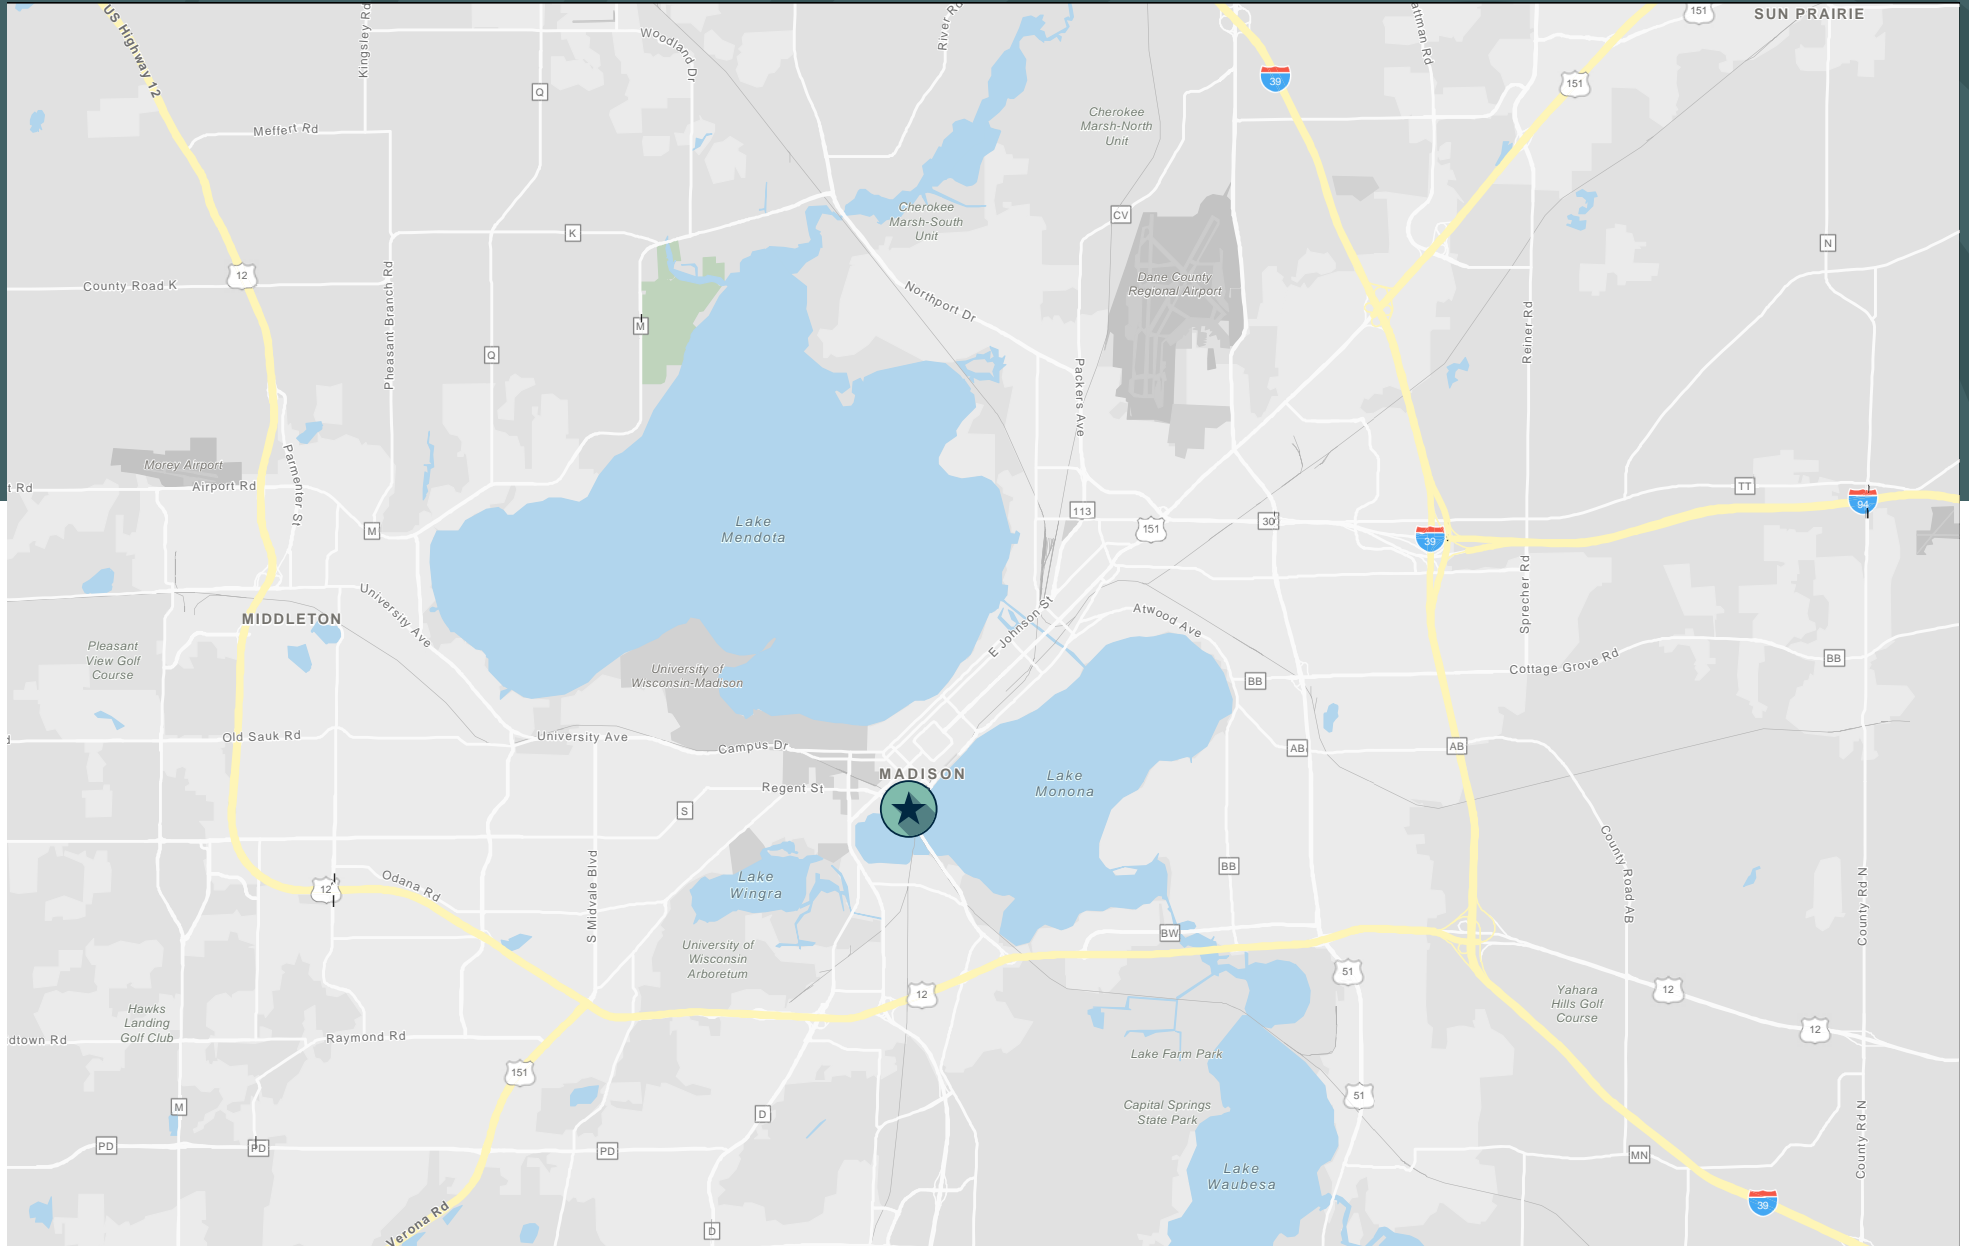 151
SUN PRAIRIE
US Highway 12
Kingsley Rd
Woodland Dr
River Rd
attman Rd
39
151
Q
Cherokee
Marsh-North
Unit
Meffert Rd
Cherokee
Marsh-South
Unit
CV
K
N
12
County Road K
Pheasant Branch Rd
Dane County
Regional Airport
Northport Dr
M
Q
Reiner Rd
Packers Ave
Morey Airport
Airport Rd
t Rd
Parmenter St
M
Lake
Mendota
113
151
30
TT
94
39
MIDDLETON
University Ave
E Johnson St
Atwood Ave
Sprecher Rd
Pleasant
View Golf
Course
University of
Wisconsin-Madison
BB
Cottage Grove Rd
BB
d
Old Sauk Rd
University Ave
Campus Dr
AB
AB
MADISON
Lake
Monona
Regent St
S
12
Odana Rd
S Midvale Blvd
Lake
Wingra
BB
County Road AB
County Rd N
University of
Wisconsin
Arboretum
BW
51
12
12
Yahara
Hills Golf
Course
12
Hawks
Landing
Golf Club
dtown Rd
Raymond Rd
151
Lake Farm Park
51
M
D
Capital Springs
State Park
PD
PD
PD
MN
County Rd N
Lake
Waubesa
39
Verona Rd
D